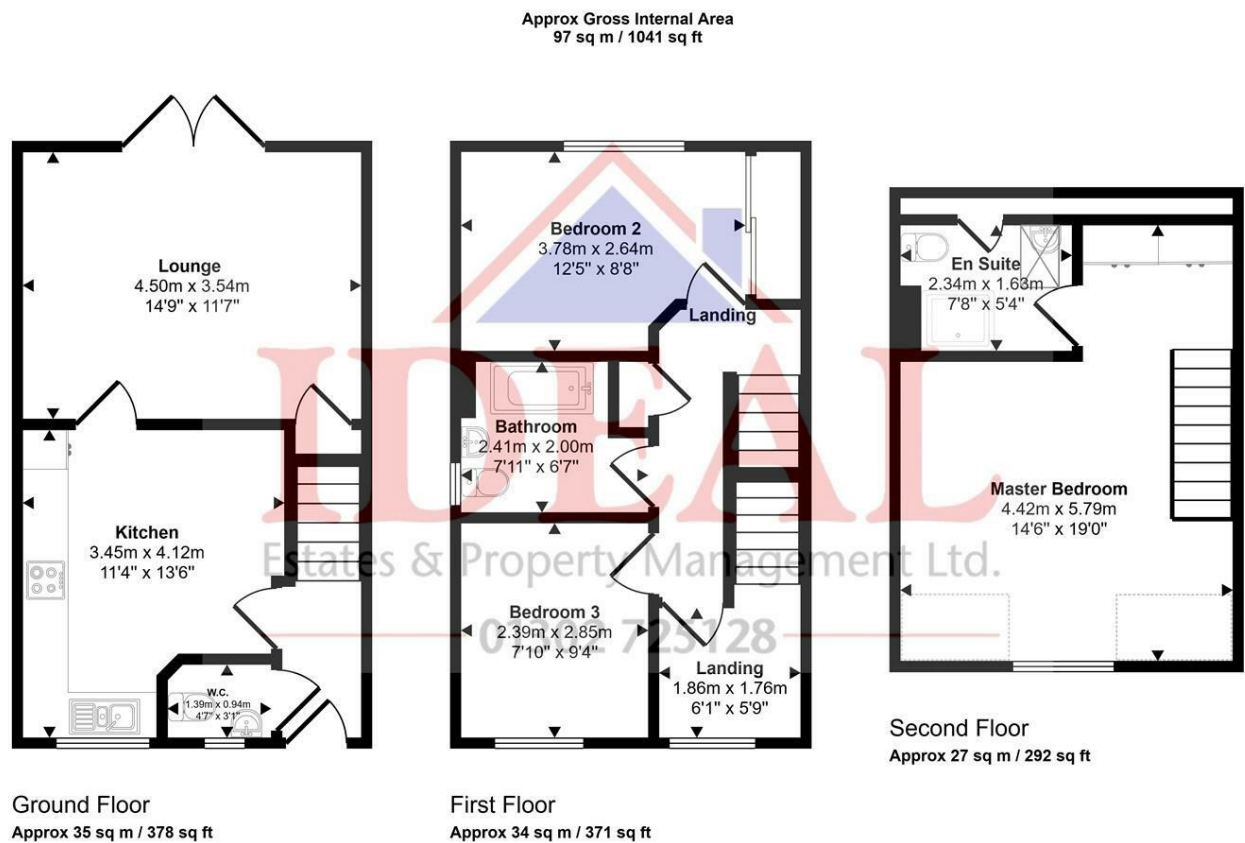 Approx Gross Internal Area
97 sq m / 1041 sq ft
Lounge
4.50m x 3.54m
14'9" x 11'7"
Kitchen
3.45m x 4.12m
11'4" x 13'6"
W.C.
1.39m x 0.94m
4'7" x 3'1"
Ground Floor
Approx 35 sq m / 378 sq ft
Bedroom 2
3.78m x 2.64m
12'5" x 8'8"
Landing
Bathroom
2.41m x 2.00m
7'11" x 6'7"
Bedroom 3
2.39m x 2.85m
7'10" x 9'4"
Landing
1.86m x 1.76m
6'1" x 5'9"
First Floor
Approx 34 sq m / 371 sq ft
En Suite
2.34m x 1.63m
7'8" x 5'4"
Master Bedroom
4.42m x 5.79m
14'6" x 19'0"
Second Floor
Approx 27 sq m / 292 sq ft
IDEAL
Estates & Property Management Ltd.
01302 725128